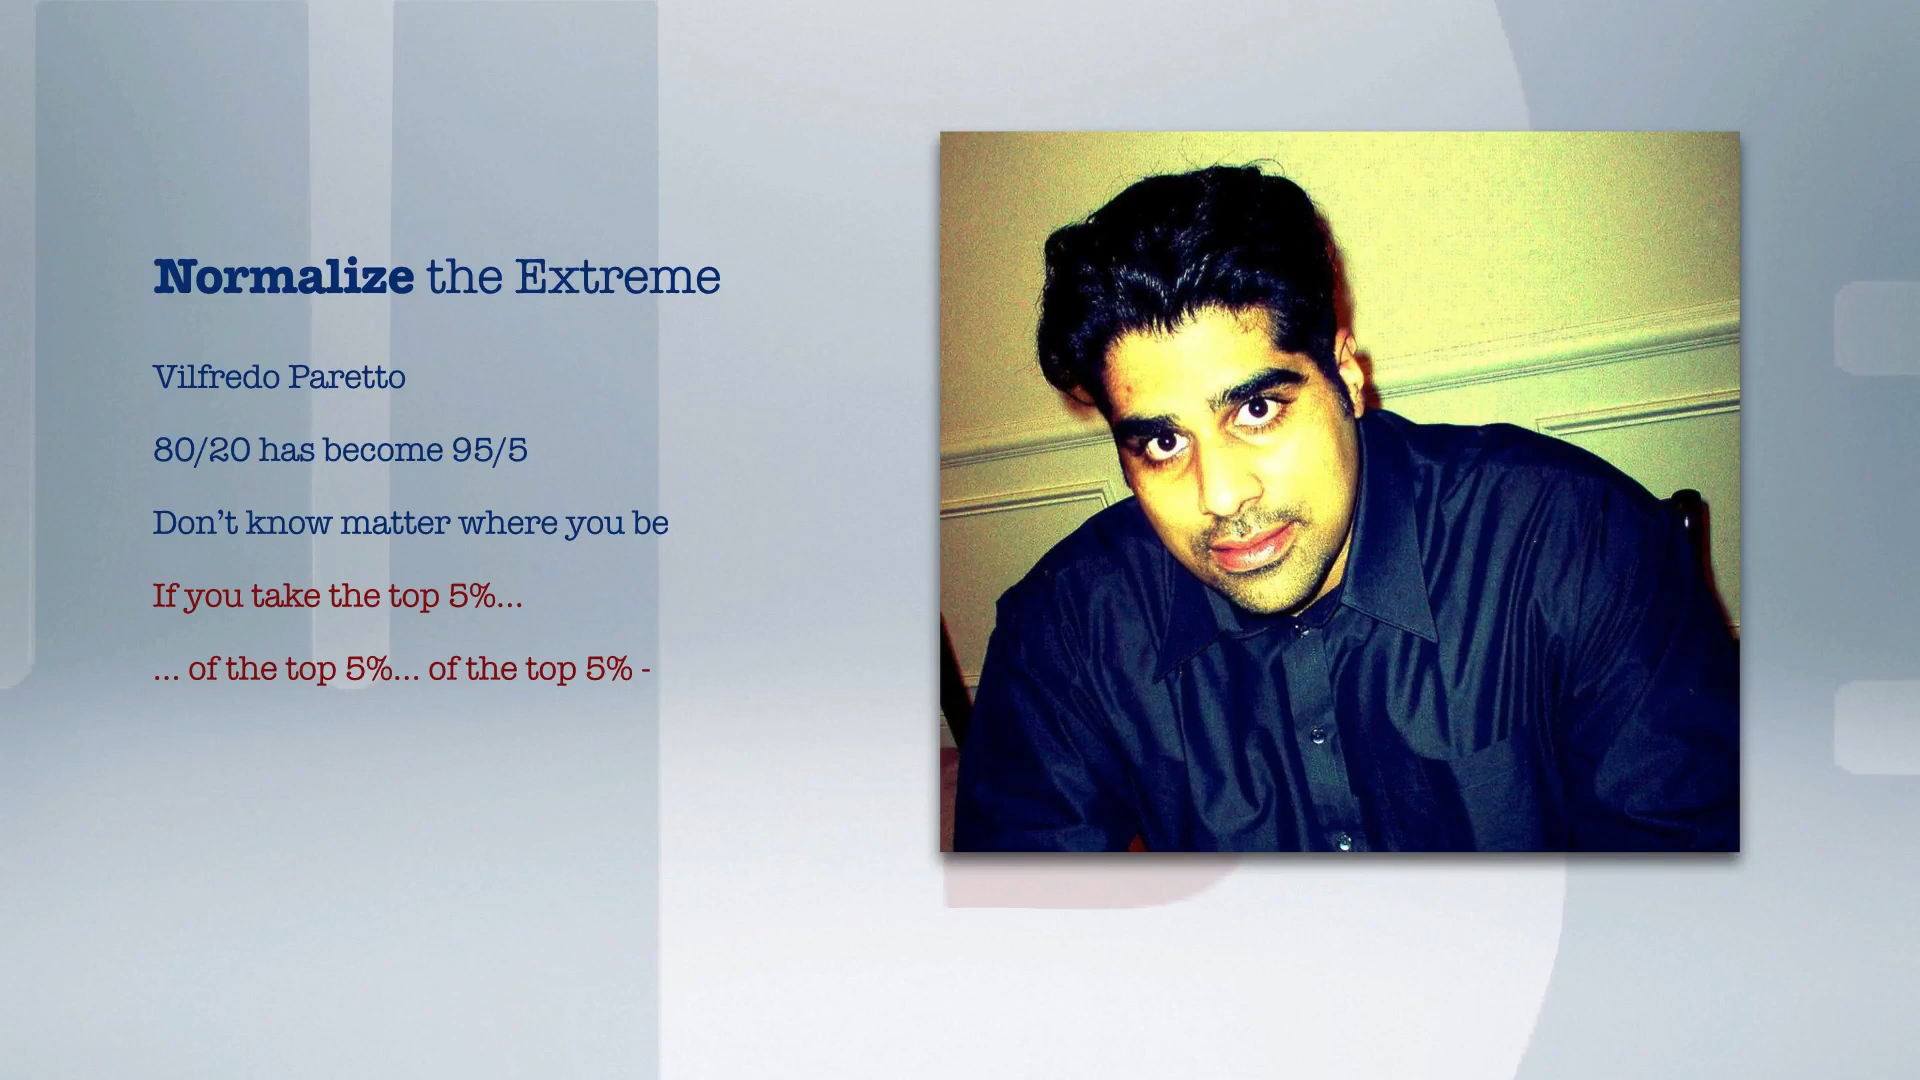 Normalize the Extreme
Vilfredo Paretto
80/20 has become 95/5
Don’t know matter where you be
If you take the top 5%...
... of the top 5%... of the top 5% -